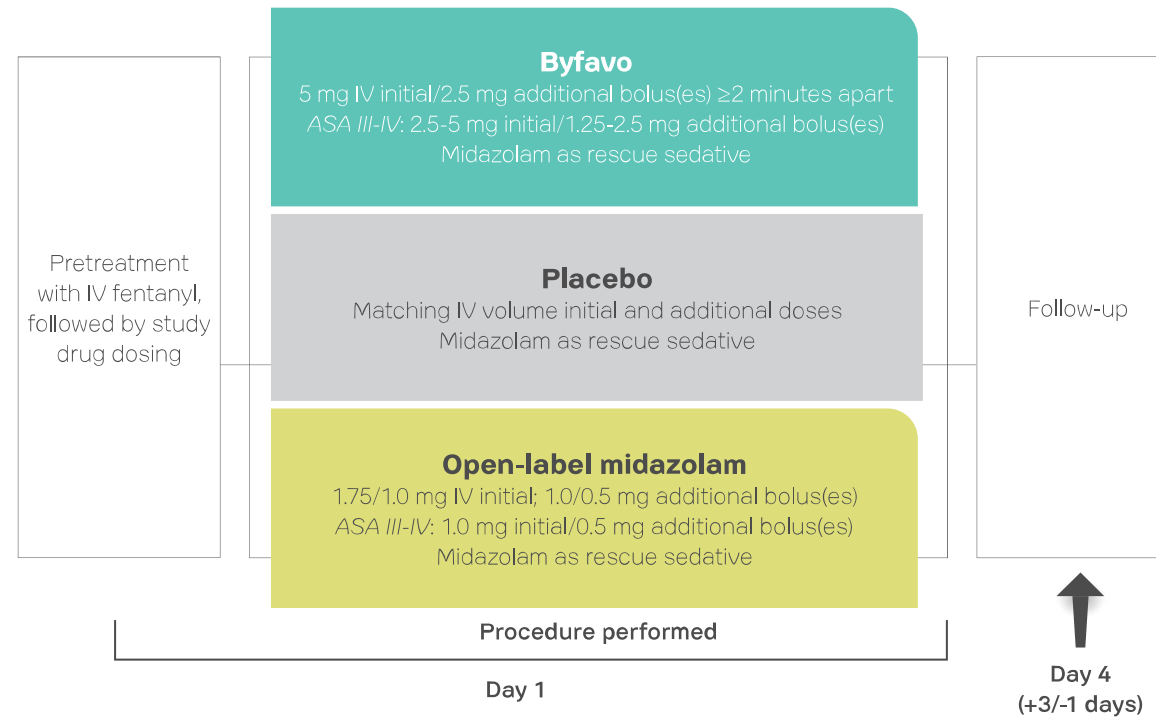 Pretreatment
with IV fentanyl,
followed by study
drug dosing
Byfavo
5 mg IV initial/2.5 mg additional bolus(es) ≥2 minutes apart
ASA III-IV: 2.5-5 mg initial/1.25-2.5 mg additional bolus(es)
Midazolam as rescue sedative
Placebo
Matching IV volume initial and additional doses
Midazolam as rescue sedative
Open-label midazolam
1.75/1.0 mg IV initial; 1.0/0.5 mg additional bolus(es)
ASA III-IV: 1.0 mg initial/0.5 mg additional bolus(es)
Midazolam as rescue sedative
Follow-up
Procedure performed
Day 1
Day 4
(+3/-1 days)